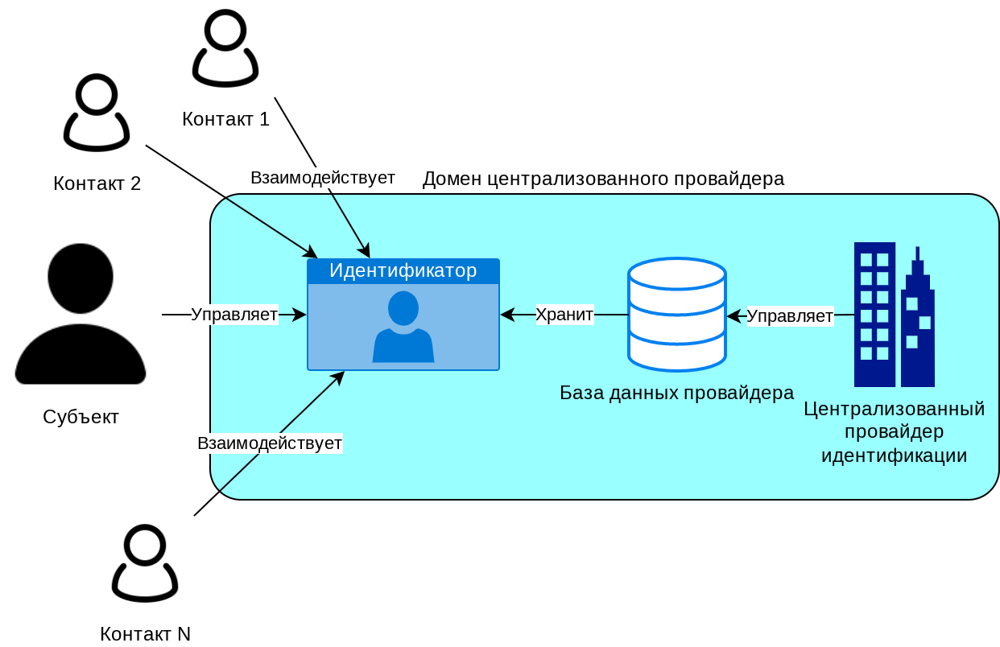 Контакт 1
Контакт 2
Взаимодействует
Домен централизованного провайдера
Идентификатор
Управляет
Хранит
Управляет
База данных провайдера
Централизованный
провайдер
идентификации
Субъект
Взаимодействует
Контакт N